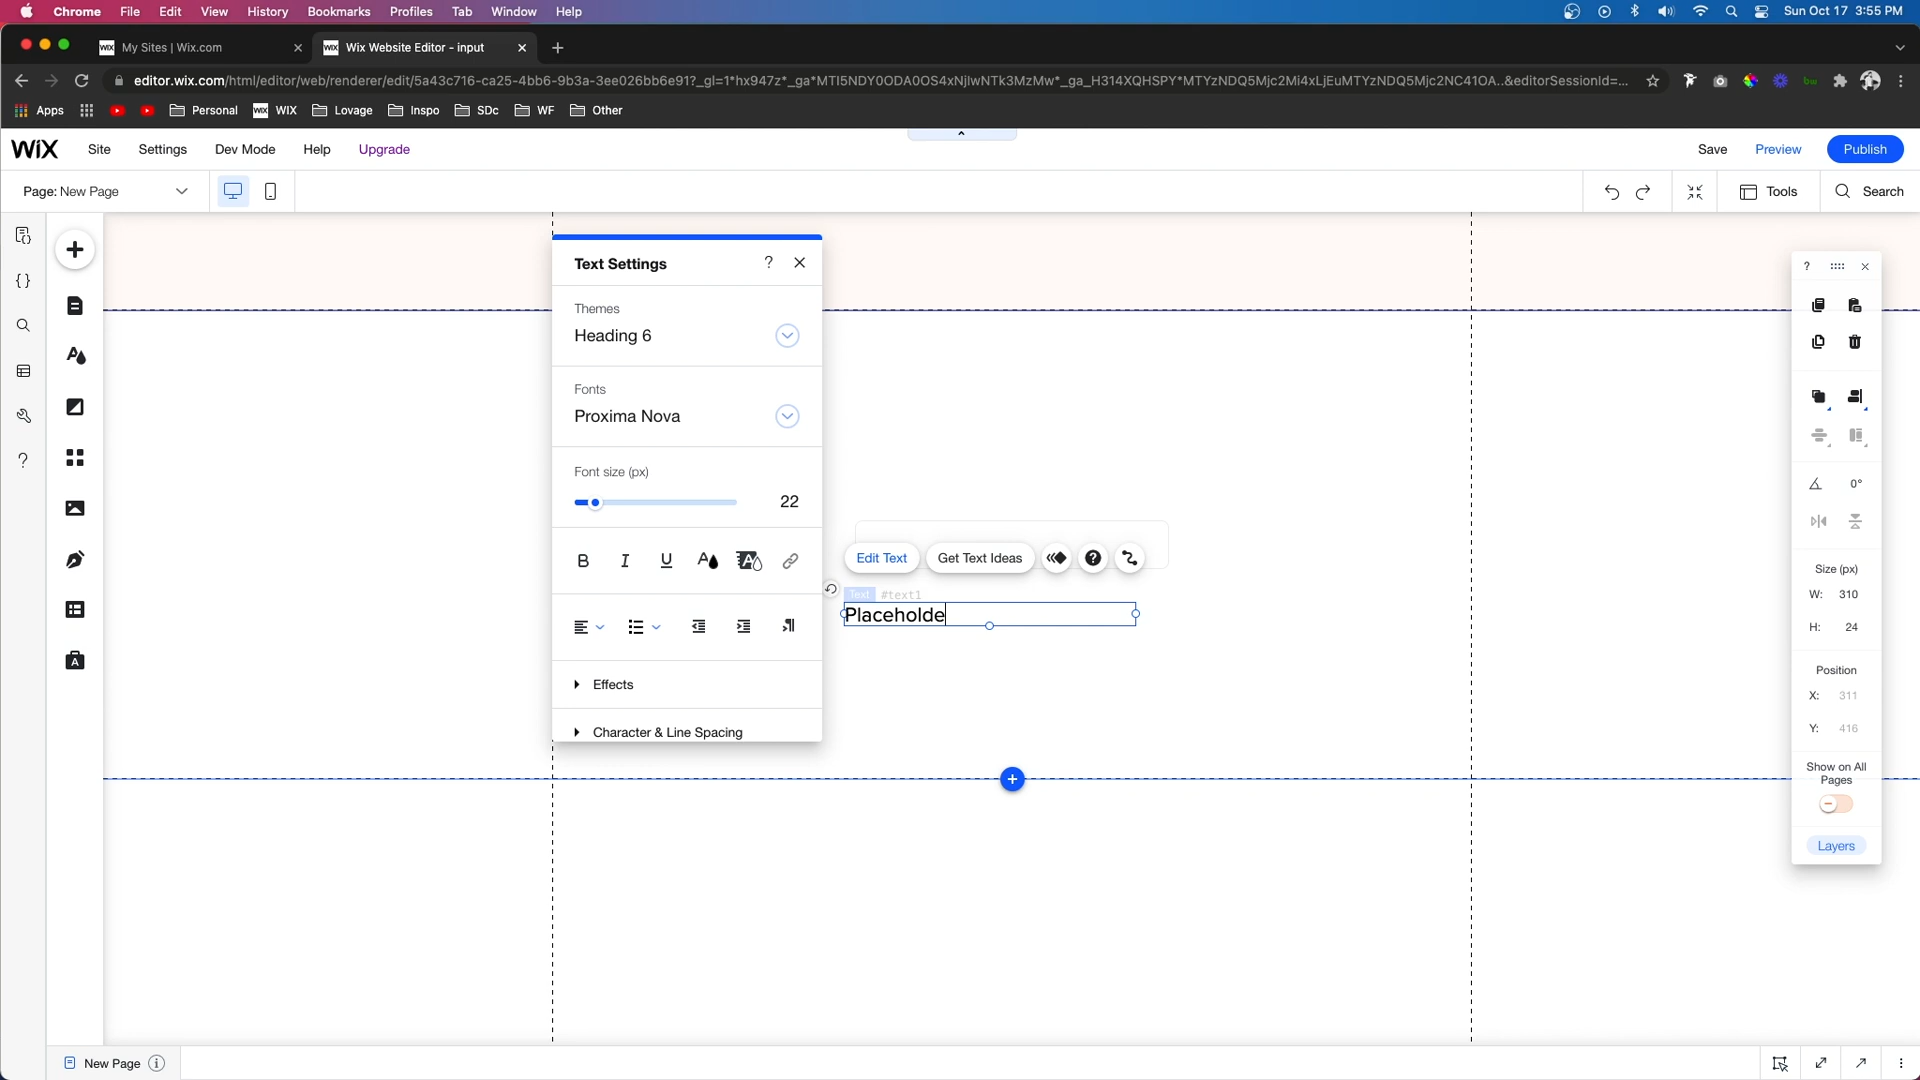 Chrome File Edit View History Bookmarks Profiles Tab Window Help Sun Oct 17 3:55 PM
WiX My Sites | Wix.com WiX Wix Website Editor - input
editor.wix.com/html/editor/web/renderer/edit/5a43c716-ca25-4bb6-9b3a-3ee026bb6e91?_gl=1*hx947z*_ga*MTI5NDY0ODA0OS4xNjIwNTk3MzMw*_ga_H314XQHSPY*MTYzNDQ5Mjc2Mi4xLjEuMTYzNDQ5Mjc2NC41OA..&editorSessionId=...
Apps Personal WiX WIX Lovage Inspo SDc WF Other
WiX Site Settings Dev Mode Help Upgrade Save Preview Publish
Page: New Page Tools Search
Text Settings ?
Themes
Heading 6
Fonts
Proxima Nova
Font size (px)
22
B I U A A
Effects
Character & Line Spacing
Edit Text Get Text Ideas ?
Text #text1
Placeholde
?
0°
Size (px)
W: 310
H: 24
Position
X: 311
Y: 416
Show on All
Pages
Layers
New Page i